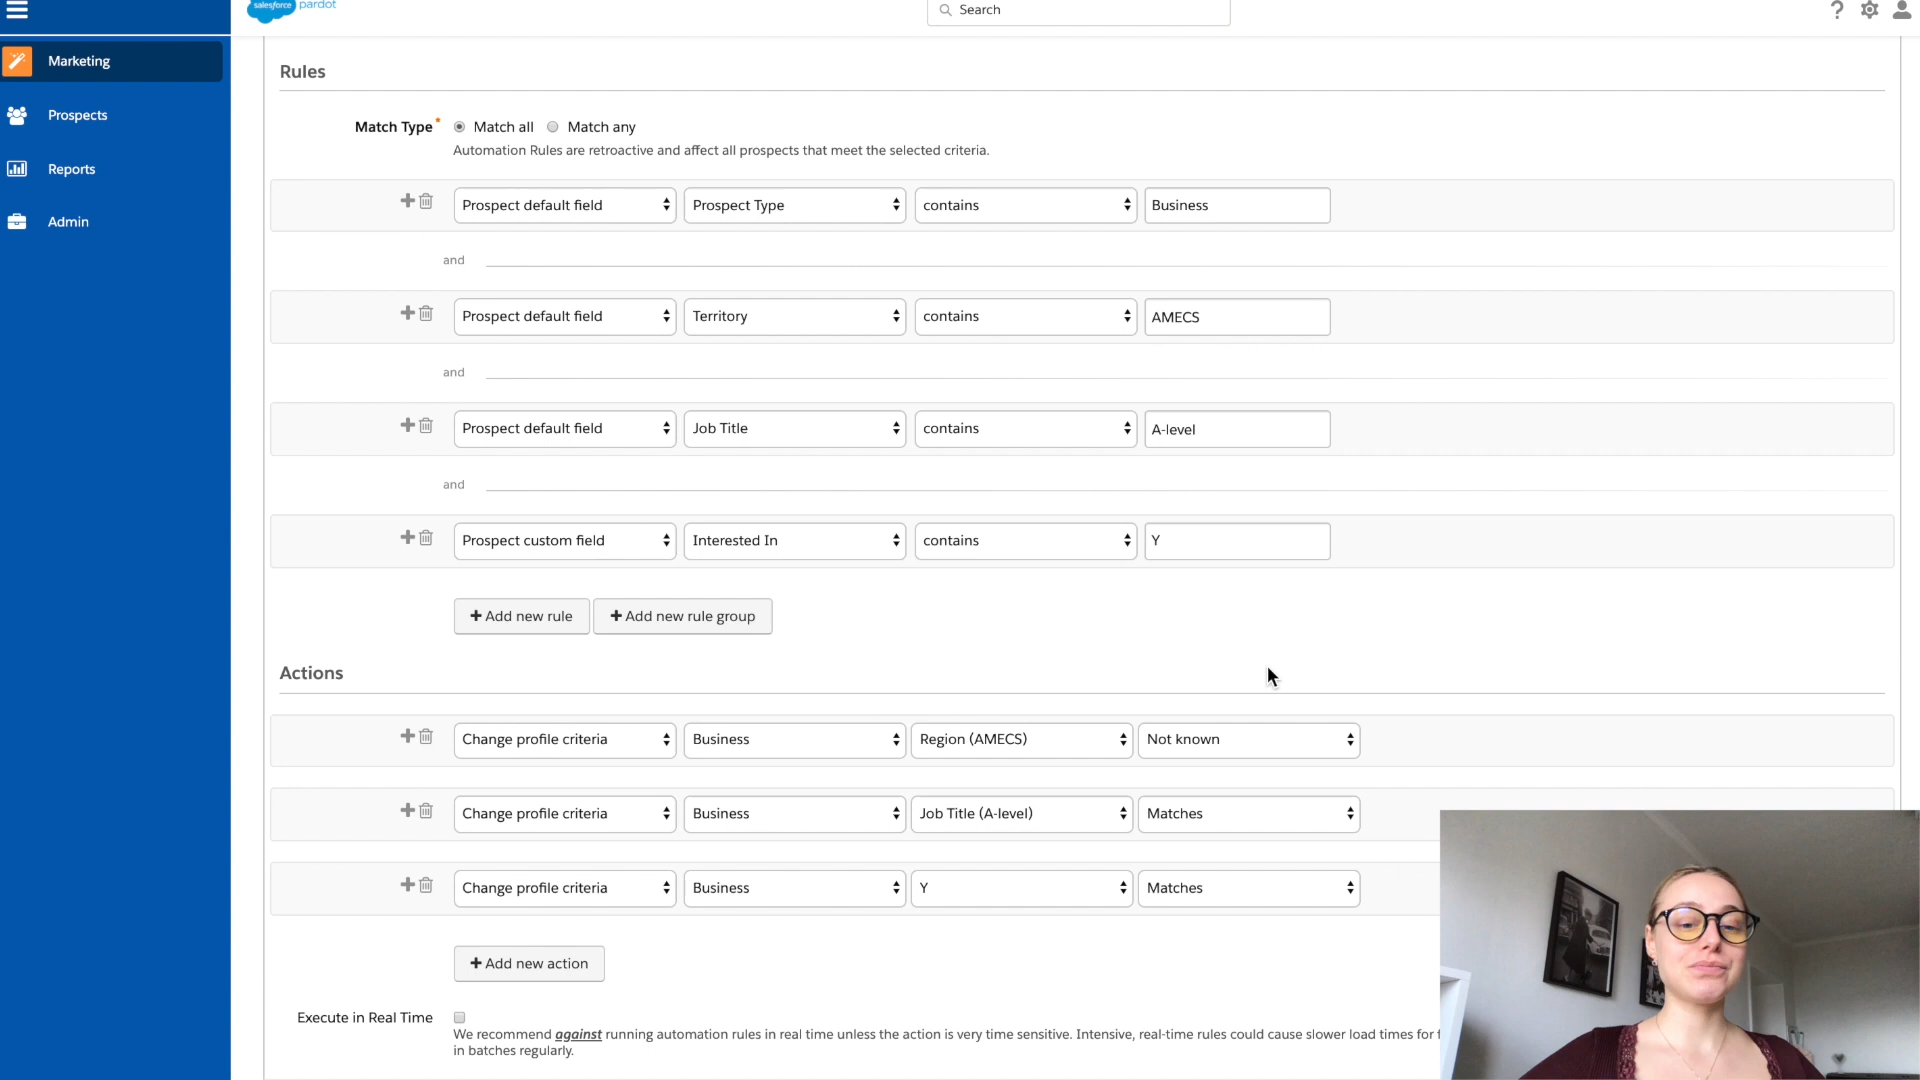 salesforce pardot
Search
?
Marketing
Prospects
Reports
Admin
Rules
Match Type* Match all Match any
Automation Rules are retroactive and affect all prospects that meet the selected criteria.
Prospect default field Prospect Type contains Business
and
Prospect default field Territory contains AMECS
and
Prospect default field Job Title contains A-level
and
Prospect custom field Interested In contains Y
+ Add new rule + Add new rule group
Actions
Change profile criteria Business Region (AMECS) Not known
Change profile criteria Business Job Title (A-level) Matches
Change profile criteria Business Y Matches
+ Add new action
Execute in Real Time
We recommend against running automation rules in real time unless the action is very time sensitive. Intensive, real-time rules could cause slower load times for
in batches regularly.